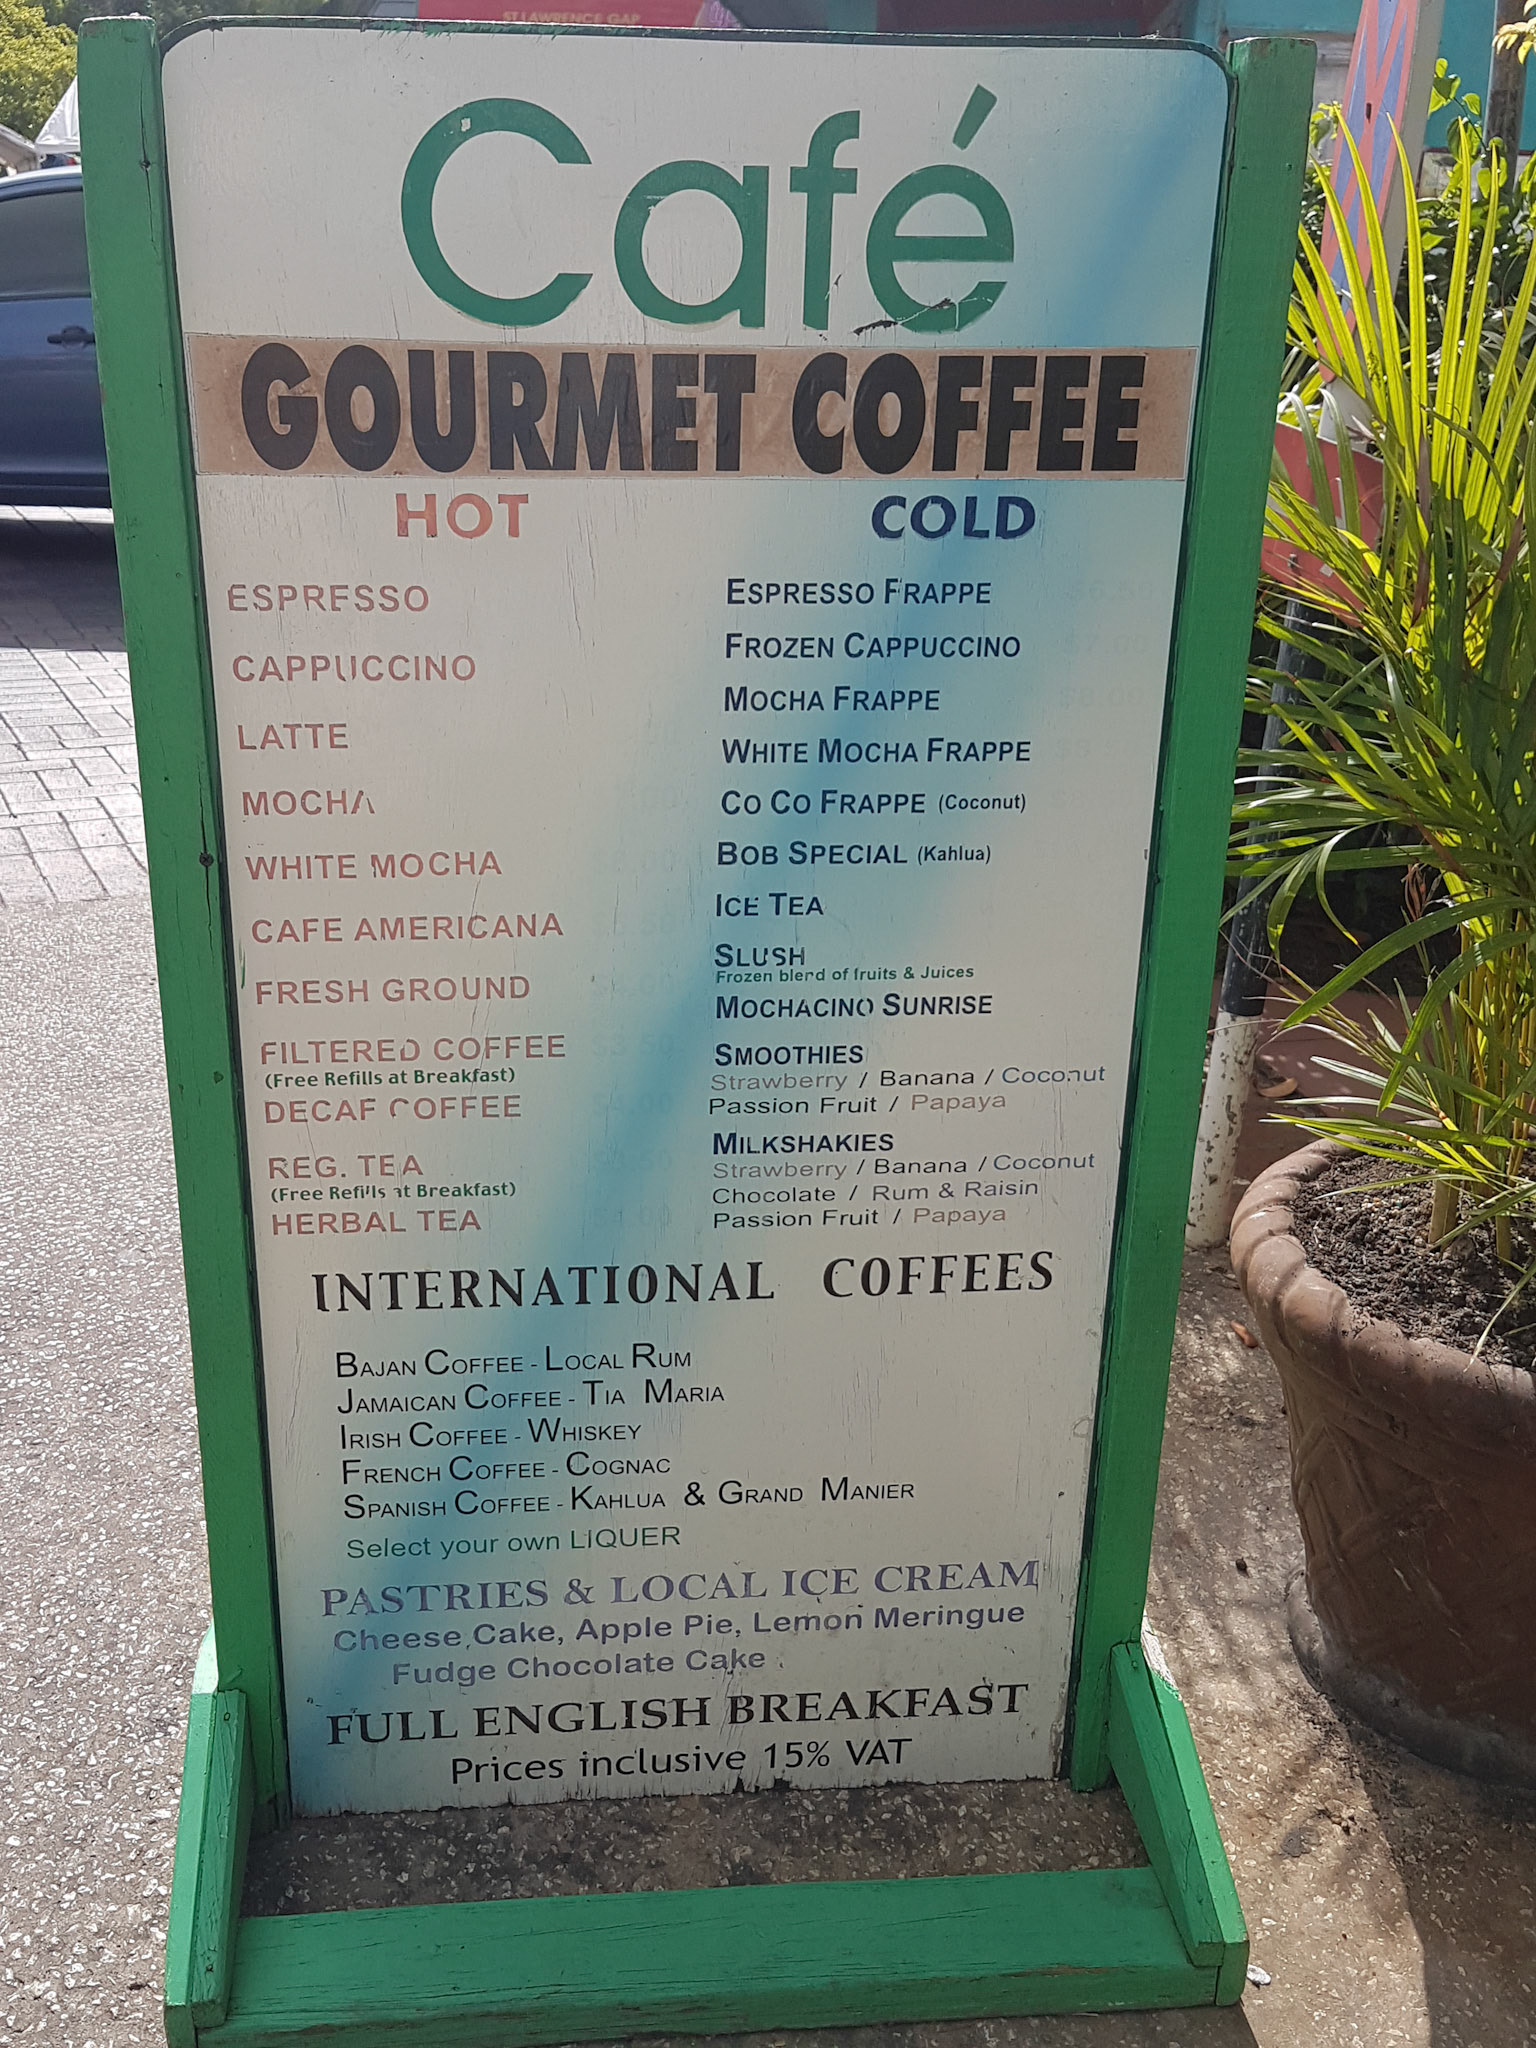 ST LAWRENCE GAP
Café
GOURMET COFFEE
HOT
ESPRESSO
CAPPUCCINO
LATTE
MOCHA
WHITE MOCHA
CAFE AMERICANA
FRESH GROUND
FILTERED COFFEE
(Free Refills at Breakfast)
DECAF COFFEE
REG. TEA
(Free Refills at Breakfast)
HERBAL TEA
COLD
ESPRESSO FRAPPE
FROZEN CAPPUCCINO
MOCHA FRAPPE
WHITE MOCHA FRAPPE
CO CO FRAPPE (Coconut)
BOB SPECIAL (Kahlua)
ICE TEA
SLUSH
Frozen blend of fruits & Juices
MOCHACINO SUNRISE
SMOOTHIES
Strawberry / Banana / Coconut
Passion Fruit / Papaya
MILKSHAKIES
Strawberry / Banana / Coconut
Chocolate / Rum & Raisin
Passion Fruit / Papaya
INTERNATIONAL COFFEES
BAJAN COFFEE - LOCAL RUM
JAMAICAN COFFEE - TIA MARIA
IRISH COFFEE - WHISKEY
FRENCH COFFEE - COGNAC
SPANISH COFFEE - KAHLUA & GRAND MANIER
Select your own LIQUER
PASTRIES & LOCAL ICE CREAM
Cheese Cake, Apple Pie, Lemon Meringue
Fudge Chocolate Cake
FULL ENGLISH BREAKFAST
Prices inclusive 15% VAT